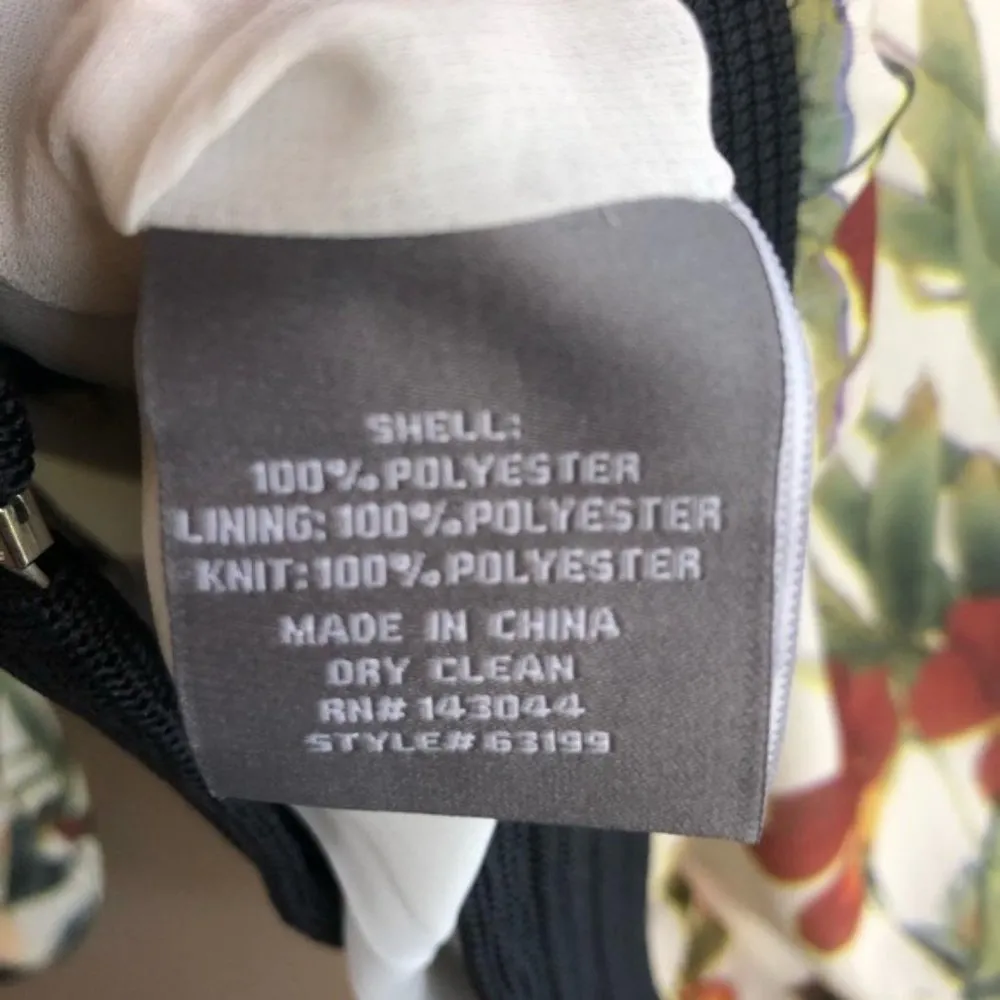 SHELL:
100% POLYESTER
LINING: 100% POLYESTER
KNIT: 100% POLYESTER
MADE IN CHINA
DRY CLEAN
RN# 143044
STYLE# 63199